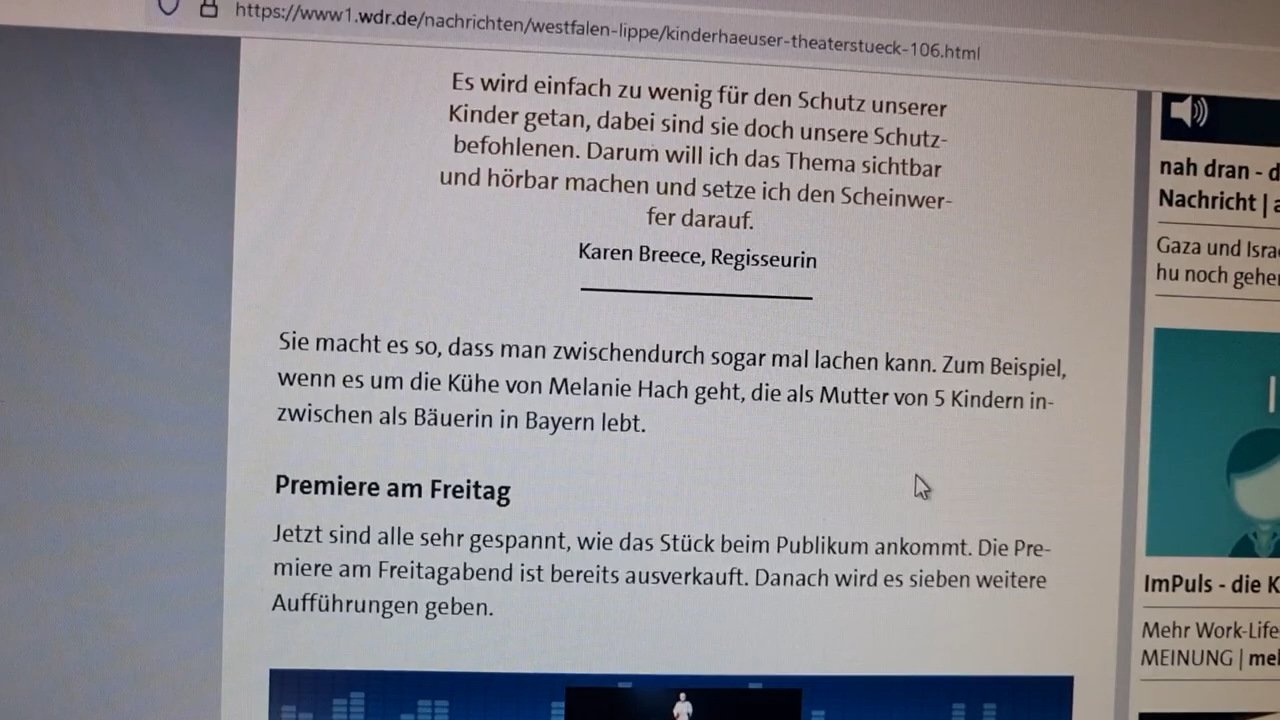 https://www1.wdr.de/nachrichten/westfalen-lippe/kinderhaeuser-theaterstueck-106.html
Es wird einfach zu wenig für den Schutz unserer
Kinder getan, dabei sind sie doch unsere Schutz-
befohlenen. Darum will ich das Thema sichtbar
und hörbar machen und setze ich den Scheinwer-
fer darauf.
Karen Breece, Regisseurin
Sie macht es so, dass man zwischendurch sogar mal lachen kann. Zum Beispiel,
wenn es um die Kühe von Melanie Hach geht, die als Mutter von 5 Kindern in-
zwischen als Bäuerin in Bayern lebt.
Premiere am Freitag
Jetzt sind alle sehr gespannt, wie das Stück beim Publikum ankommt. Die Pre-
miere am Freitagabend ist bereits ausverkauft. Danach wird es sieben weitere
Aufführungen geben.
nah dran - d
Nachricht |
Gaza und Isra
hu noch gehe
ImPuls - die K
Mehr Work-Life
MEINUNG | me